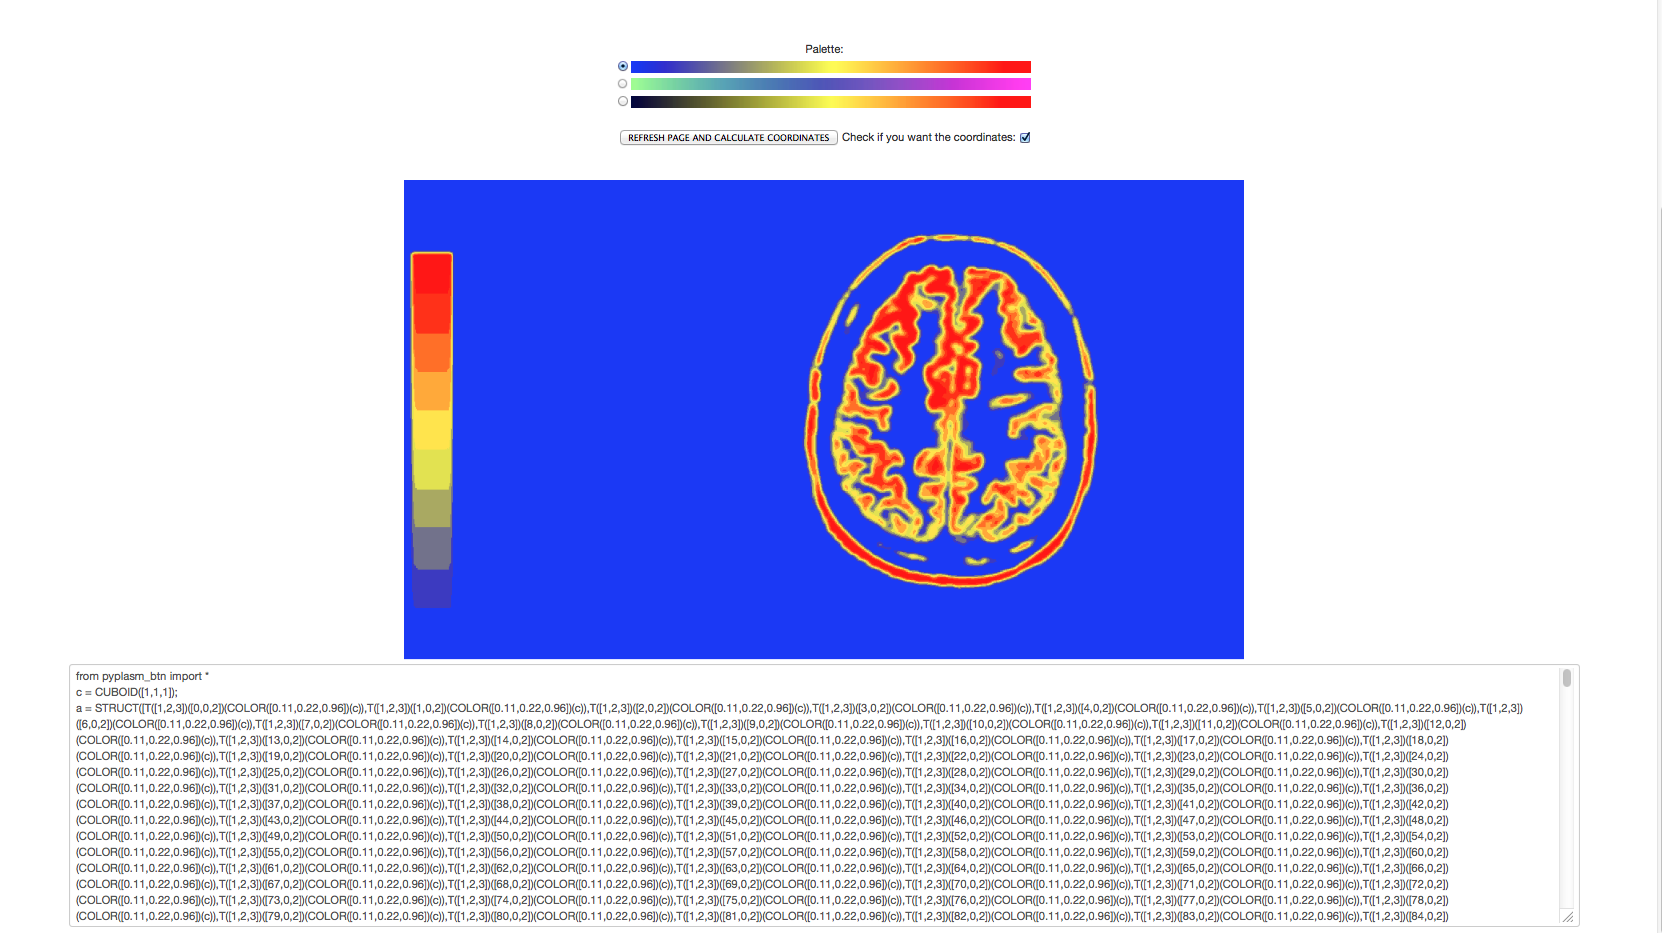 Palette:
REFRESH PAGE AND CALCULATE COORDINATES Check if you want the coordinates:
from pyplasm_btn import *
c = CUBOID([1,1,1]);
a = STRUCT([T([1,2,3])([0,0,2])(COLOR([0.11,0.22,0.96])(c)),T([1,2,3])([1,0,2])(COLOR([0.11,0.22,0.96])(c)),T([1,2,3])([2,0,2])(COLOR([0.11,0.22,0.96])(c)),T([1,2,3])([3,0,2])(COLOR([0.11,0.22,0.96])(c)),T([1,2,3])([4,0,2])(COLOR([0.11,0.22,0.96])(c)),T([1,2,3])([5,0,2])(COLOR([0.11,0.22,0.96])(c)),T([1,2,3])
([6,0,2])(COLOR([0.11,0.22,0.96])(c)),T([1,2,3])([7,0,2])(COLOR([0.11,0.22,0.96])(c)),T([1,2,3])([8,0,2])(COLOR([0.11,0.22,0.96])(c)),T([1,2,3])([9,0,2])(COLOR([0.11,0.22,0.96])(c)),T([1,2,3])([10,0,2])(COLOR([0.11,0.22,0.96])(c)),T([1,2,3])([11,0,2])(COLOR([0.11,0.22,0.96])(c)),T([1,2,3])([12,0,2])
(COLOR([0.11,0.22,0.96])(c)),T([1,2,3])([13,0,2])(COLOR([0.11,0.22,0.96])(c)),T([1,2,3])([14,0,2])(COLOR([0.11,0.22,0.96])(c)),T([1,2,3])([15,0,2])(COLOR([0.11,0.22,0.96])(c)),T([1,2,3])([16,0,2])(COLOR([0.11,0.22,0.96])(c)),T([1,2,3])([17,0,2])(COLOR([0.11,0.22,0.96])(c)),T([1,2,3])([18,0,2])
(COLOR([0.11,0.22,0.96])(c)),T([1,2,3])([19,0,2])(COLOR([0.11,0.22,0.96])(c)),T([1,2,3])([20,0,2])(COLOR([0.11,0.22,0.96])(c)),T([1,2,3])([21,0,2])(COLOR([0.11,0.22,0.96])(c)),T([1,2,3])([22,0,2])(COLOR([0.11,0.22,0.96])(c)),T([1,2,3])([23,0,2])(COLOR([0.11,0.22,0.96])(c)),T([1,2,3])([24,0,2])
(COLOR([0.11,0.22,0.96])(c)),T([1,2,3])([25,0,2])(COLOR([0.11,0.22,0.96])(c)),T([1,2,3])([26,0,2])(COLOR([0.11,0.22,0.96])(c)),T([1,2,3])([27,0,2])(COLOR([0.11,0.22,0.96])(c)),T([1,2,3])([28,0,2])(COLOR([0.11,0.22,0.96])(c)),T([1,2,3])([29,0,2])(COLOR([0.11,0.22,0.96])(c)),T([1,2,3])([30,0,2])
(COLOR([0.11,0.22,0.96])(c)),T([1,2,3])([31,0,2])(COLOR([0.11,0.22,0.96])(c)),T([1,2,3])([32,0,2])(COLOR([0.11,0.22,0.96])(c)),T([1,2,3])([33,0,2])(COLOR([0.11,0.22,0.96])(c)),T([1,2,3])([34,0,2])(COLOR([0.11,0.22,0.96])(c)),T([1,2,3])([35,0,2])(COLOR([0.11,0.22,0.96])(c)),T([1,2,3])([36,0,2])
(COLOR([0.11,0.22,0.96])(c)),T([1,2,3])([37,0,2])(COLOR([0.11,0.22,0.96])(c)),T([1,2,3])([38,0,2])(COLOR([0.11,0.22,0.96])(c)),T([1,2,3])([39,0,2])(COLOR([0.11,0.22,0.96])(c)),T([1,2,3])([40,0,2])(COLOR([0.11,0.22,0.96])(c)),T([1,2,3])([41,0,2])(COLOR([0.11,0.22,0.96])(c)),T([1,2,3])([42,0,2])
(COLOR([0.11,0.22,0.96])(c)),T([1,2,3])([43,0,2])(COLOR([0.11,0.22,0.96])(c)),T([1,2,3])([44,0,2])(COLOR([0.11,0.22,0.96])(c)),T([1,2,3])([45,0,2])(COLOR([0.11,0.22,0.96])(c)),T([1,2,3])([46,0,2])(COLOR([0.11,0.22,0.96])(c)),T([1,2,3])([47,0,2])(COLOR([0.11,0.22,0.96])(c)),T([1,2,3])([48,0,2])
(COLOR([0.11,0.22,0.96])(c)),T([1,2,3])([49,0,2])(COLOR([0.11,0.22,0.96])(c)),T([1,2,3])([50,0,2])(COLOR([0.11,0.22,0.96])(c)),T([1,2,3])([51,0,2])(COLOR([0.11,0.22,0.96])(c)),T([1,2,3])([52,0,2])(COLOR([0.11,0.22,0.96])(c)),T([1,2,3])([53,0,2])(COLOR([0.11,0.22,0.96])(c)),T([1,2,3])([54,0,2])
(COLOR([0.11,0.22,0.96])(c)),T([1,2,3])([55,0,2])(COLOR([0.11,0.22,0.96])(c)),T([1,2,3])([56,0,2])(COLOR([0.11,0.22,0.96])(c)),T([1,2,3])([57,0,2])(COLOR([0.11,0.22,0.96])(c)),T([1,2,3])([58,0,2])(COLOR([0.11,0.22,0.96])(c)),T([1,2,3])([59,0,2])(COLOR([0.11,0.22,0.96])(c)),T([1,2,3])([60,0,2])
(COLOR([0.11,0.22,0.96])(c)),T([1,2,3])([61,0,2])(COLOR([0.11,0.22,0.96])(c)),T([1,2,3])([62,0,2])(COLOR([0.11,0.22,0.96])(c)),T([1,2,3])([63,0,2])(COLOR([0.11,0.22,0.96])(c)),T([1,2,3])([64,0,2])(COLOR([0.11,0.22,0.96])(c)),T([1,2,3])([65,0,2])(COLOR([0.11,0.22,0.96])(c)),T([1,2,3])([66,0,2])
(COLOR([0.11,0.22,0.96])(c)),T([1,2,3])([67,0,2])(COLOR([0.11,0.22,0.96])(c)),T([1,2,3])([68,0,2])(COLOR([0.11,0.22,0.96])(c)),T([1,2,3])([69,0,2])(COLOR([0.11,0.22,0.96])(c)),T([1,2,3])([70,0,2])(COLOR([0.11,0.22,0.96])(c)),T([1,2,3])([71,0,2])(COLOR([0.11,0.22,0.96])(c)),T([1,2,3])([72,0,2])
(COLOR([0.11,0.22,0.96])(c)),T([1,2,3])([73,0,2])(COLOR([0.11,0.22,0.96])(c)),T([1,2,3])([74,0,2])(COLOR([0.11,0.22,0.96])(c)),T([1,2,3])([75,0,2])(COLOR([0.11,0.22,0.96])(c)),T([1,2,3])([76,0,2])(COLOR([0.11,0.22,0.96])(c)),T([1,2,3])([77,0,2])(COLOR([0.11,0.22,0.96])(c)),T([1,2,3])([78,0,2])
(COLOR([0.11,0.22,0.96])(c)),T([1,2,3])([79,0,2])(COLOR([0.11,0.22,0.96])(c)),T([1,2,3])([80,0,2])(COLOR([0.11,0.22,0.96])(c)),T([1,2,3])([81,0,2])(COLOR([0.11,0.22,0.96])(c)),T([1,2,3])([82,0,2])(COLOR([0.11,0.22,0.96])(c)),T([1,2,3])([83,0,2])(COLOR([0.11,0.22,0.96])(c)),T([1,2,3])([84,0,2])